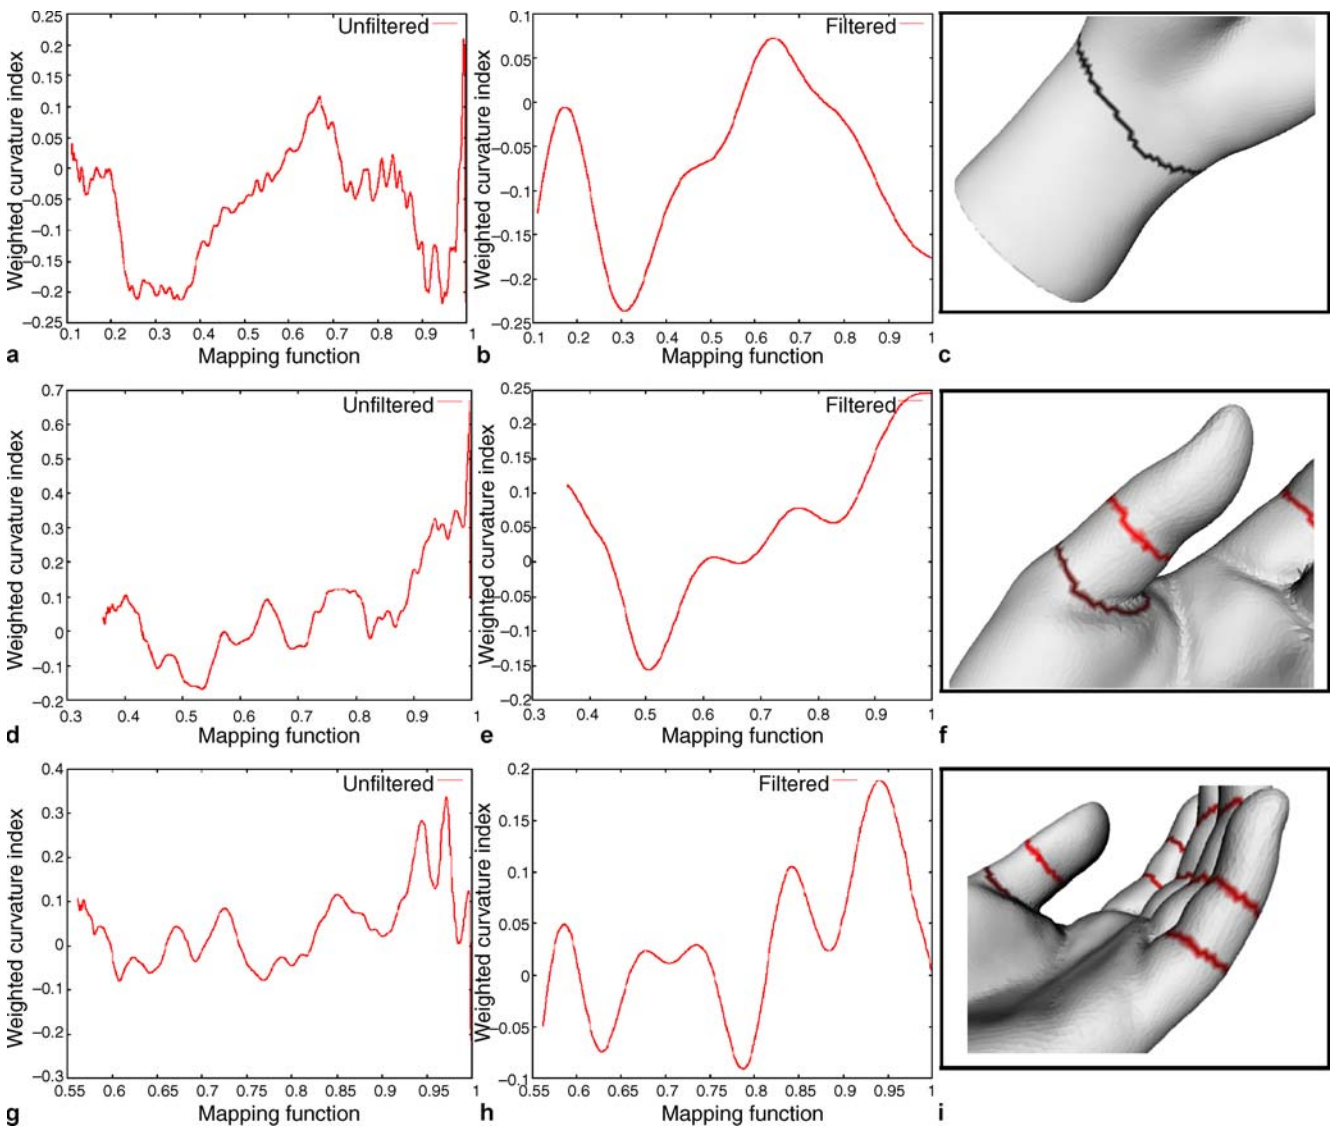 Unfiltered
Weighted curvature index
0.25
0.2
0.15
0.1
0.05
0
−0.05
−0.1
−0.15
−0.2
−0.25
0.1 0.2 0.3 0.4 0.5 0.6 0.7 0.8 0.9 1
Mapping function
a
Filtered
Weighted curvature index
0.1
0.05
0
−0.05
−0.1
−0.15
−0.2
−0.25
0.1 0.2 0.3 0.4 0.5 0.6 0.7 0.8 0.9 1
Mapping function
b
c
Unfiltered
Weighted curvature index
0.7
0.6
0.5
0.4
0.3
0.2
0.1
0
−0.1
−0.2
0.3 0.4 0.5 0.6 0.7 0.8 0.9 1
Mapping function
d
Filtered
Weighted curvature index
0.25
0.2
0.15
0.1
0.05
0
−0.05
−0.1
−0.15
−0.2
0.3 0.4 0.5 0.6 0.7 0.8 0.9 1
Mapping function
e
f
Unfiltered
Weighted curvature index
0.4
0.3
0.2
0.1
0
−0.1
−0.2
−0.3
0.55 0.6 0.65 0.7 0.75 0.8 0.85 0.9 0.95 1
Mapping function
g
Filtered
Weighted curvature index
0.2
0.15
0.1
0.05
0
−0.05
−0.1
0.55 0.6 0.65 0.7 0.75 0.8 0.85 0.9 0.95 1
Mapping function
h
i